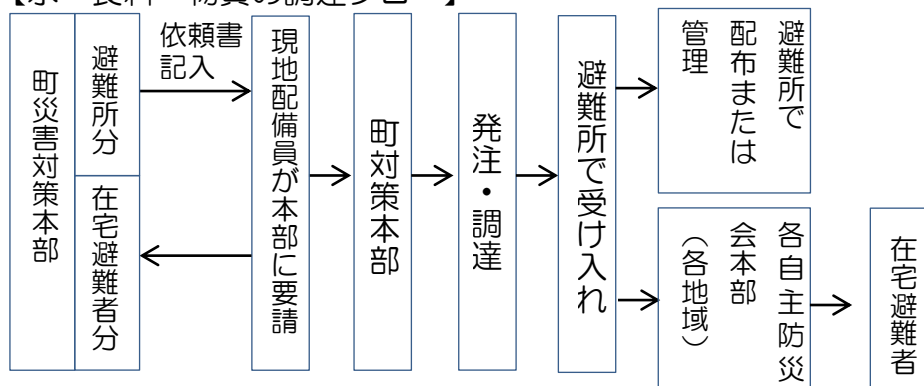 【水・食料・物資の調達フロー】
町災害対策本部
避難所分
在宅避難者分
依頼書
記入
現地配備員が本部に要請
町対策本部
発注・調達
避難所で受け入れ
避難所で
配布または
管理
各自主防災
会本部
（各地域）
在宅避難者